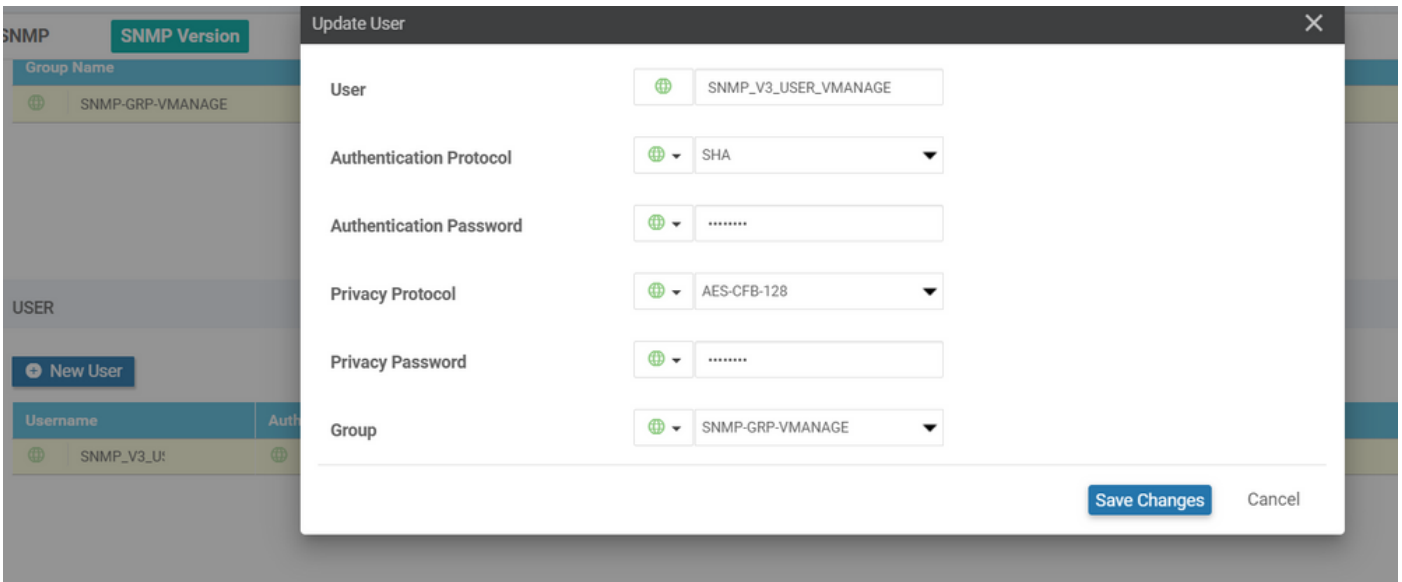 SNMP
SNMP Version
Group Name
SNMP-GRP-VMANAGE
USER
New User
Username
Auth
SNMP_V3_U
Update User
User
SNMP_V3_USER_VMANAGE
Authentication Protocol
SHA
Authentication Password
........
Privacy Protocol
AES-CFB-128
Privacy Password
........
Group
SNMP-GRP-VMANAGE
Save Changes
Cancel